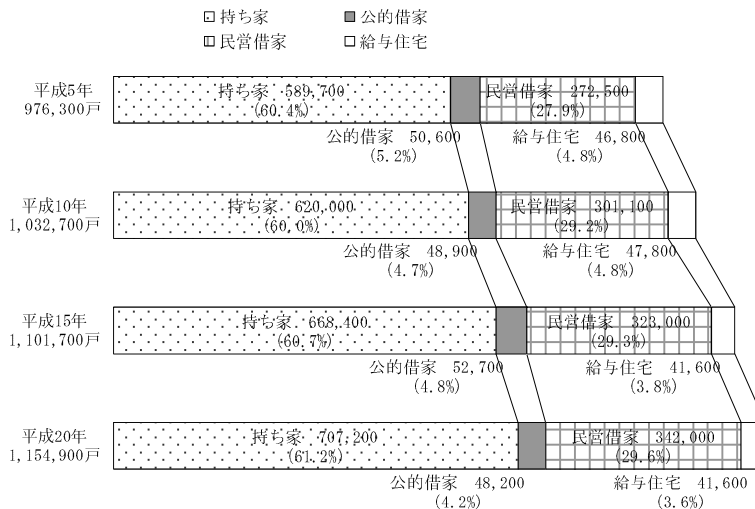 持ち家 公的借家
民営借家 給与住宅
平成5年
976,300戸
持ち家 589,700
(60.4%)
民営借家 272,500
(27.9%)
公的借家 50,600
(5.2%)
給与住宅 46,800
(4.8%)
平成10年
1,032,700戸
持ち家 620,000
(60.0%)
民営借家 301,100
(29.2%)
公的借家 48,900
(4.7%)
給与住宅 47,800
(4.8%)
平成15年
1,101,700戸
持ち家 668,400
(60.7%)
民営借家 323,000
(29.3%)
公的借家 52,700
(4.8%)
給与住宅 41,600
(3.8%)
平成20年
1,154,900戸
持ち家 707,200
(61.2%)
民営借家 342,000
(29.6%)
公的借家 48,200
(4.2%)
給与住宅 41,600
(3.6%)